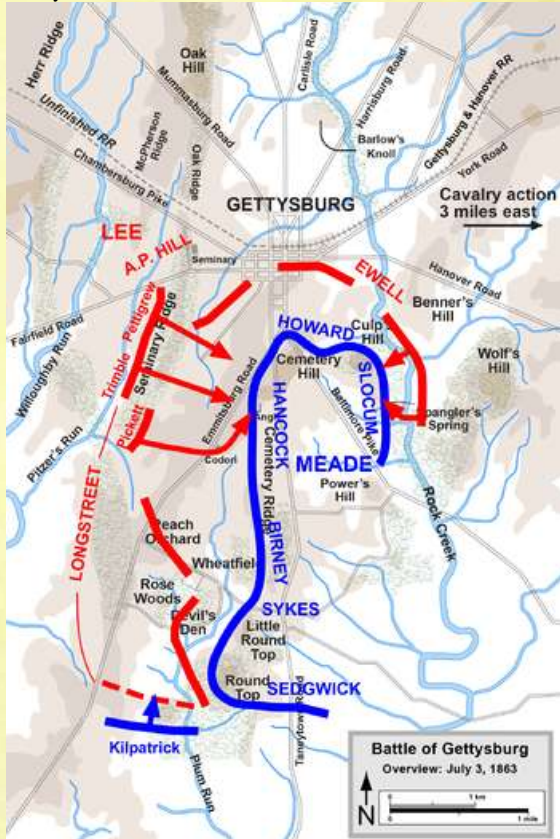 Oak
Hill
Herr Ridge
Mummasburg Road
Carlisle Road
Harrisburg Road
Gettysburg & Hanover RR
Unfinished RR
McPherson
Ridge
Oak Ridge
Barlow's
Knoll
York Road
Chambersburg Pike
GETTYSBURG
Cavalry action
3 miles east
LEE
A.P. HILL
Seminary
EWELL
Hanover Road
Benner's
Hill
Fairfield Road
Willoughby Run
Pettigrew
Trimble
Seminary Ridge
HOWARD
Culp's
Hill
Cemetery
Hill
Wolf's
Hill
SLOCUM
Emmitsburg Road
HANCOCK
Pickett
Ang
Spangler's
Spring
Baltimore Pike
Pitzer's Run
Codori
Cemetery Ridge
MEADE
Power's
Hill
LONGSTREET
Peach
Orchard
BIRNEY
Rock Creek
Wheatfield
Rose
Woods
Devil's
Den
SYKES
Little
Round
Top
Round
Top
SEDGWICK
Taneytown Road
Kilpatrick
Plum Run
Battle of Gettysburg
Overview: July 3, 1863
N
0 1 km
0 1 mile